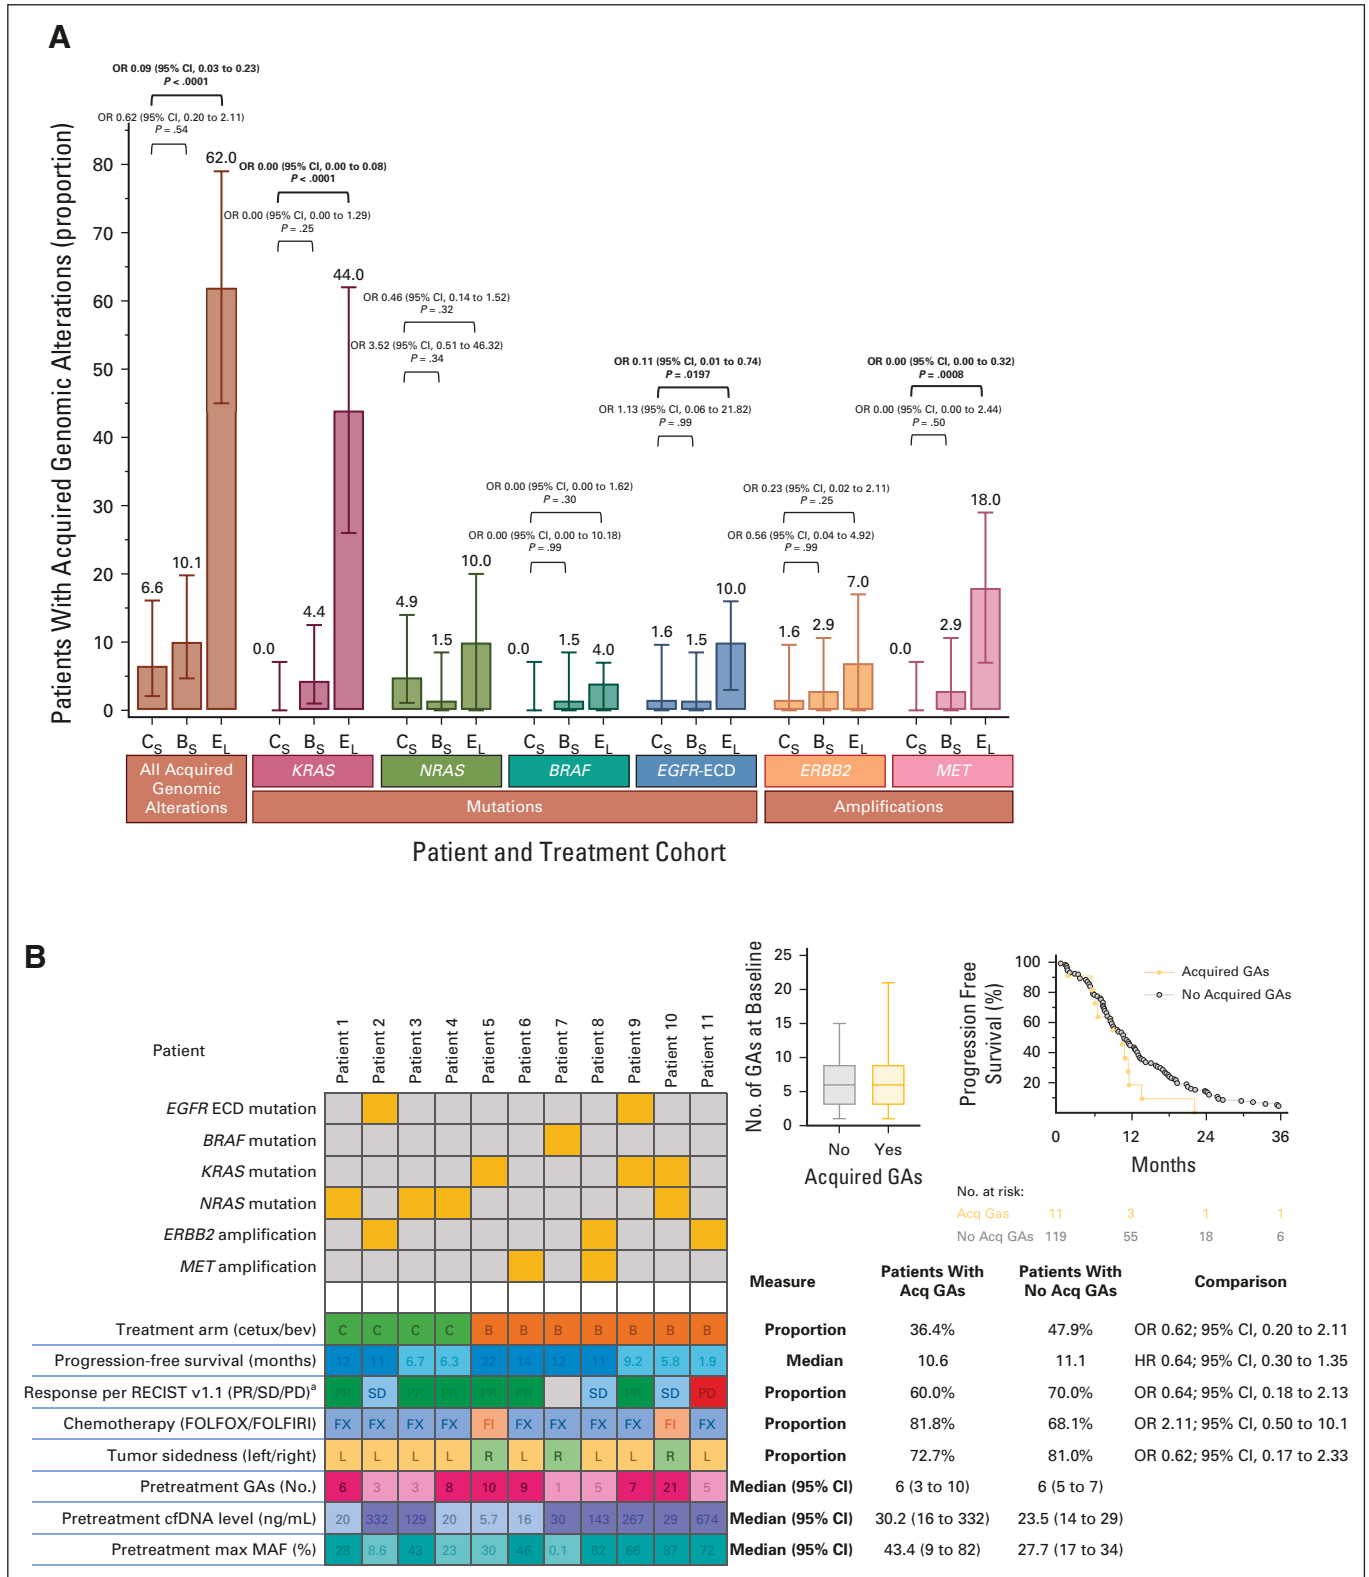 A
Patients With Acquired Genomic Alterations (proportion)
80
70
60
50
40
30
20
10
0
OR 0.09 (95% CI, 0.03 to 0.23)
P < .0001
OR 0.62 (95% CI, 0.20 to 2.11)
P = .54
6.6
10.1
62.0
OR 0.00 (95% CI, 0.00 to 0.08)
P < .0001
OR 0.00 (95% CI, 0.00 to 1.29)
P = .25
0.0
4.4
44.0
OR 0.46 (95% CI, 0.14 to 1.52)
P = .32
OR 3.52 (95% CI, 0.51 to 46.32)
P = .34
4.9
1.5
10.0
OR 0.00 (95% CI, 0.00 to 1.62)
P = .30
OR 0.00 (95% CI, 0.00 to 10.18)
P = .99
0.0
1.5
4.0
OR 0.11 (95% CI, 0.01 to 0.74)
P = .0197
OR 1.13 (95% CI, 0.06 to 21.82)
P = .99
1.6
1.5
10.0
OR 0.23 (95% CI, 0.02 to 2.11)
P = .25
OR 0.56 (95% CI, 0.04 to 4.92)
P = .99
1.6
2.9
7.0
OR 0.00 (95% CI, 0.00 to 0.32)
P = .0008
OR 0.00 (95% CI, 0.00 to 2.44)
P = .50
0.0
2.9
18.0
CS BS EL CS BS EL CS BS EL CS BS EL CS BS EL CS BS EL CS BS EL
All Acquired
Genomic
Alterations
KRAS NRAS BRAF EGFR-ECD ERBB2 MET
Mutations Amplifications
Patient and Treatment Cohort
B
Patient
Patient 1
Patient 2
Patient 3
Patient 4
Patient 5
Patient 6
Patient 7
Patient 8
Patient 9
Patient 10
Patient 11
EGFR ECD mutation
BRAF mutation
KRAS mutation
NRAS mutation
ERBB2 amplification
MET amplification
No. of GAs at Baseline
25
20
15
10
5
0
No Yes
Acquired GAs
Progression Free
Survival (%)
100
80
60
40
20
Acquired GAs
No Acquired GAs
0 12 24 36
Months
No. at risk:
Acq Gas 11 3 1 1
No Acq GAs 119 55 18 6
Measure Patients With Acq GAs Patients With No Acq GAs Comparison
Treatment arm (cetux/bev) C C C C B B B B B B B Proportion 36.4% 47.9% OR 0.62; 95% CI, 0.20 to 2.11
Progression-free survival (months) 12 11 6.7 6.3 22 14 12 11 9.2 5.8 1.9 Median 10.6 11.1 HR 0.64; 95% CI, 0.30 to 1.35
Response per RECIST v1.1 (PR/SD/PD)a PR SD PR PR PR PR SD PR SD PD Proportion 60.0% 70.0% OR 0.64; 95% CI, 0.18 to 2.13
Chemotherapy (FOLFOX/FOLFIRI) FX FX FX FX FI FX FX FX FX FI FX Proportion 81.8% 68.1% OR 2.11; 95% CI, 0.50 to 10.1
Tumor sidedness (left/right) L L L L R L R L L R L Proportion 72.7% 81.0% OR 0.62; 95% CI, 0.17 to 2.33
Pretreatment GAs (No.) 6 3 3 8 10 9 1 5 7 21 5 Median (95% CI) 6 (3 to 10) 6 (5 to 7)
Pretreatment cfDNA level (ng/mL) 20 332 129 20 5.7 16 30 143 267 29 674 Median (95% CI) 30.2 (16 to 332) 23.5 (14 to 29)
Pretreatment max MAF (%) 28 8.6 43 23 30 46 0.1 82 66 87 72 Median (95% CI) 43.4 (9 to 82) 27.7 (17 to 34)